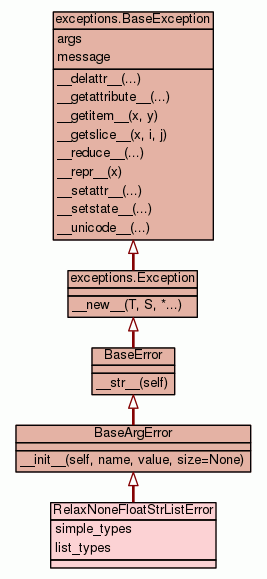 exceptions.BaseException
args
message
__delattr__(...)
__getattribute__(...)
__getitem__(x, y)
__getslice__(x, i, j)
__reduce__(...)
__repr__(x)
__setattr__(...)
__setstate__(...)
__unicode__(...)
exceptions.Exception
__new__(T, S, *...)
BaseError
__str__(self)
BaseArgError
__init__(self, name, value, size=None)
RelaxNoneFloatStrListError
simple_types
list_types